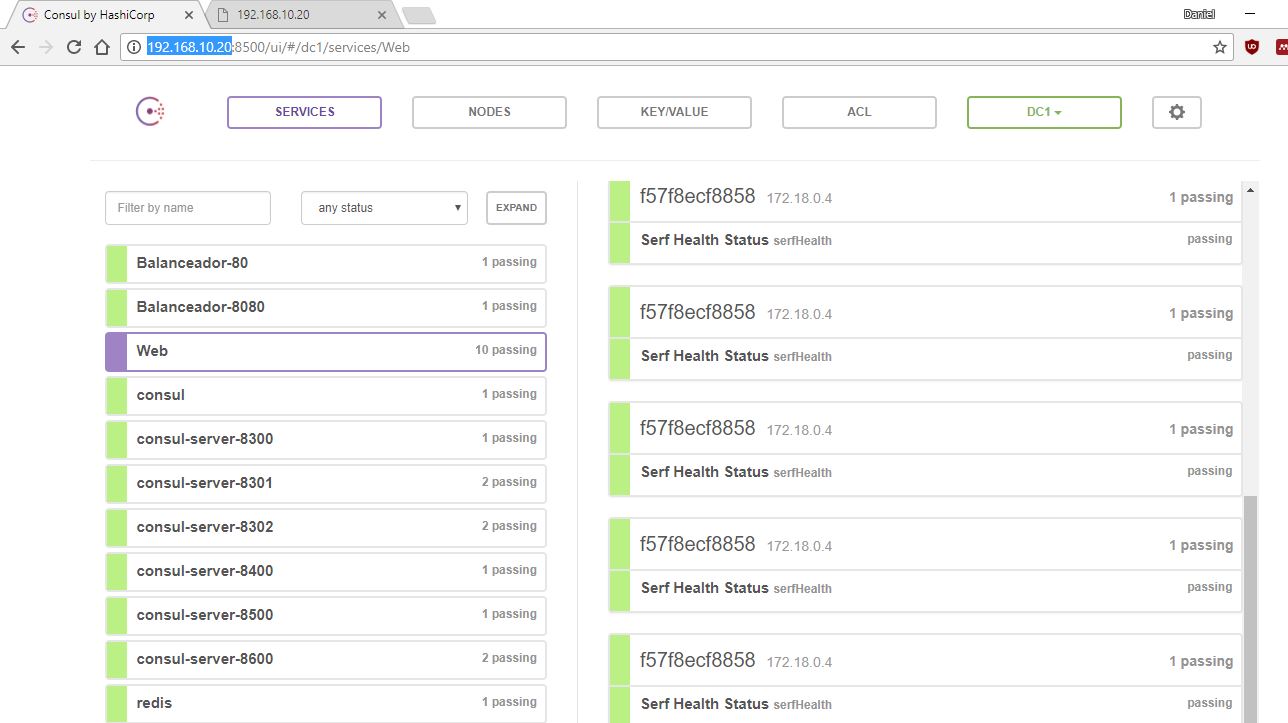 Consul by HashiCorp
192.168.10.20
Daniel
192.168.10.20:8500/ui/#/dc1/services/Web
SERVICES
NODES
KEY/VALUE
ACL
DC1
Filter by name
any status
EXPAND
Balanceador-80 1 passing
Balanceador-8080 1 passing
Web 10 passing
consul 1 passing
consul-server-8300 1 passing
consul-server-8301 2 passing
consul-server-8302 2 passing
consul-server-8400 1 passing
consul-server-8500 1 passing
consul-server-8600 2 passing
redis 1 passing
f57f8ecf8858 172.18.0.4 1 passing
Serf Health Status serfHealth passing
f57f8ecf8858 172.18.0.4 1 passing
Serf Health Status serfHealth passing
f57f8ecf8858 172.18.0.4 1 passing
Serf Health Status serfHealth passing
f57f8ecf8858 172.18.0.4 1 passing
Serf Health Status serfHealth passing
f57f8ecf8858 172.18.0.4 1 passing
Serf Health Status serfHealth passing